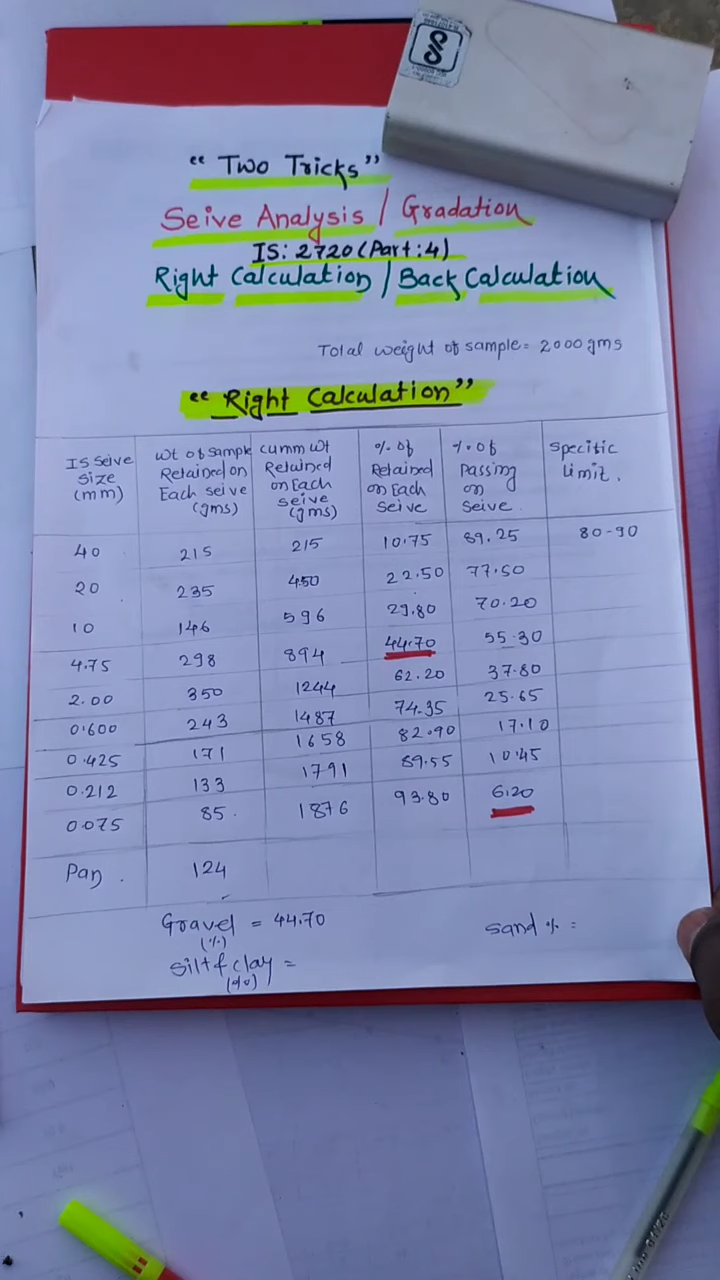 “ Two Tricks”
Seive Analysis / Gradation
IS: 2720 (Part:4)
Right Calculation / Back Calculation
Total weight of sample = 2000 gms
“ Right Calculation”
IS Seive size (mm) | Wt of Sample Retained on Each seive (gms) | cumm wt Retained on Each seive (gms) | % of Retained on Each Seive | % of Passing on Seive. | Specific limit.
40 | 215 | 215 | 10.75 | 89.25 | 80-90
20 | 235 | 450 | 22.50 | 77.50
10 | 146 | 596 | 29.80 | 70.20
4.75 | 298 | 894 | 44.70 | 55.30
2.00 | 350 | 1244 | 62.20 | 37.80
0.600 | 243 | 1487 | 74.35 | 25.65
0.425 | 171 | 1658 | 82.90 | 17.10
0.212 | 133 | 1791 | 89.55 | 10.45
0.075 | 85. | 1876 | 93.80 | 6.20
Pan . | 124
Gravel (%) = 44.70
Sand % =
Silt & clay (%) =